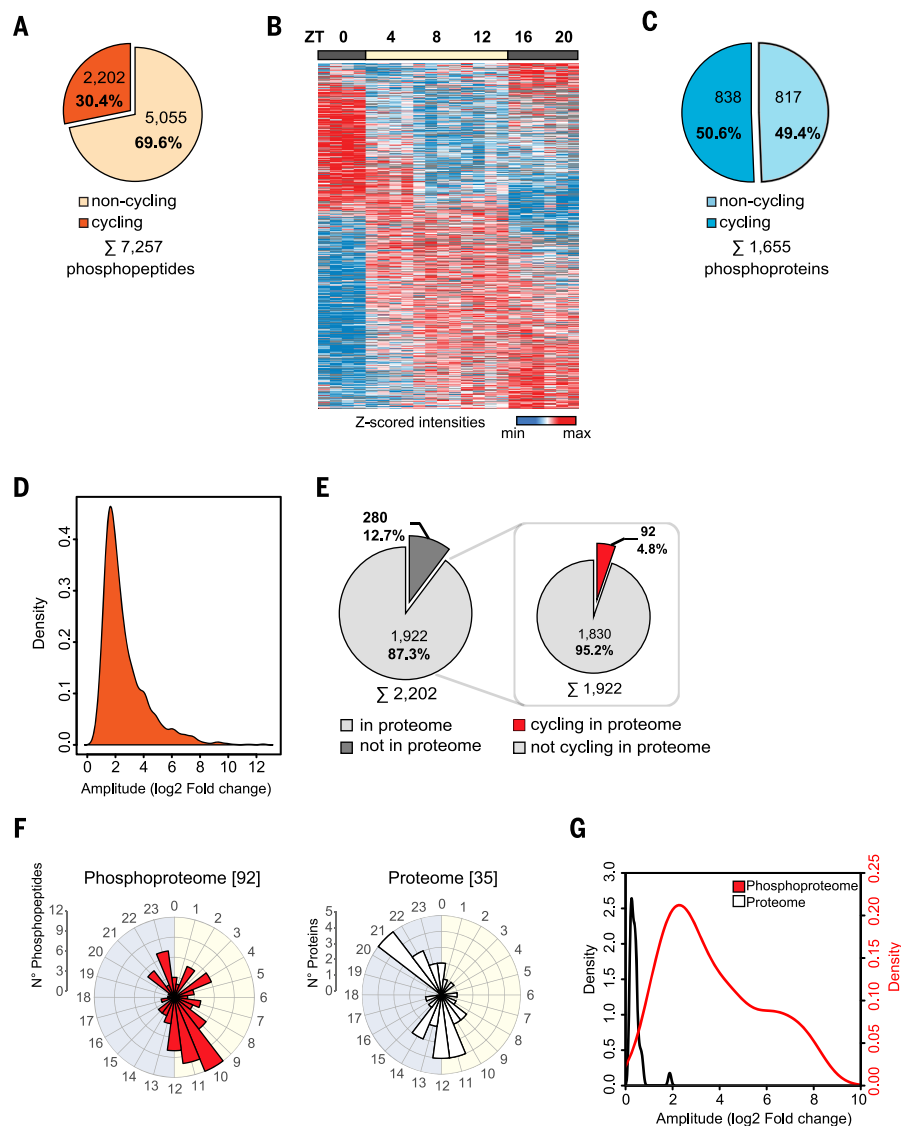 A
2,202
30.4%
5,055
69.6%
non-cycling
cycling
∑ 7,257
phosphopeptides
B
ZT 0 4 8 12 16 20
Z-scored intensities
min max
C
838
50.6%
817
49.4%
non-cycling
cycling
∑ 1,655
phosphoproteins
D
Density
0.4
0.3
0.2
0.1
0.0
0 2 4 6 8 10 12
Amplitude (log2 Fold change)
E
280
12.7%
1,922
87.3%
∑ 2,202
in proteome
not in proteome
92
4.8%
1,830
95.2%
∑ 1,922
cycling in proteome
not cycling in proteome
F
Phosphoproteome [92]
N° Phosphopeptides
12
9
6
3
0
0
1
2
3
4
5
6
7
8
9
10
11
12
13
14
15
16
17
18
19
20
21
22
23
Proteome [35]
N° Proteins
5
4
3
2
1
0
0
1
2
3
4
5
6
7
8
9
10
11
12
13
14
15
16
17
18
19
20
21
22
23
G
Phosphoproteome
Proteome
Density
3.0
2.5
2.0
1.5
1.0
0.5
0.0
Density
0.25
0.20
0.15
0.10
0.05
0.00
0 2 4 6 8 10
Amplitude (log2 Fold change)